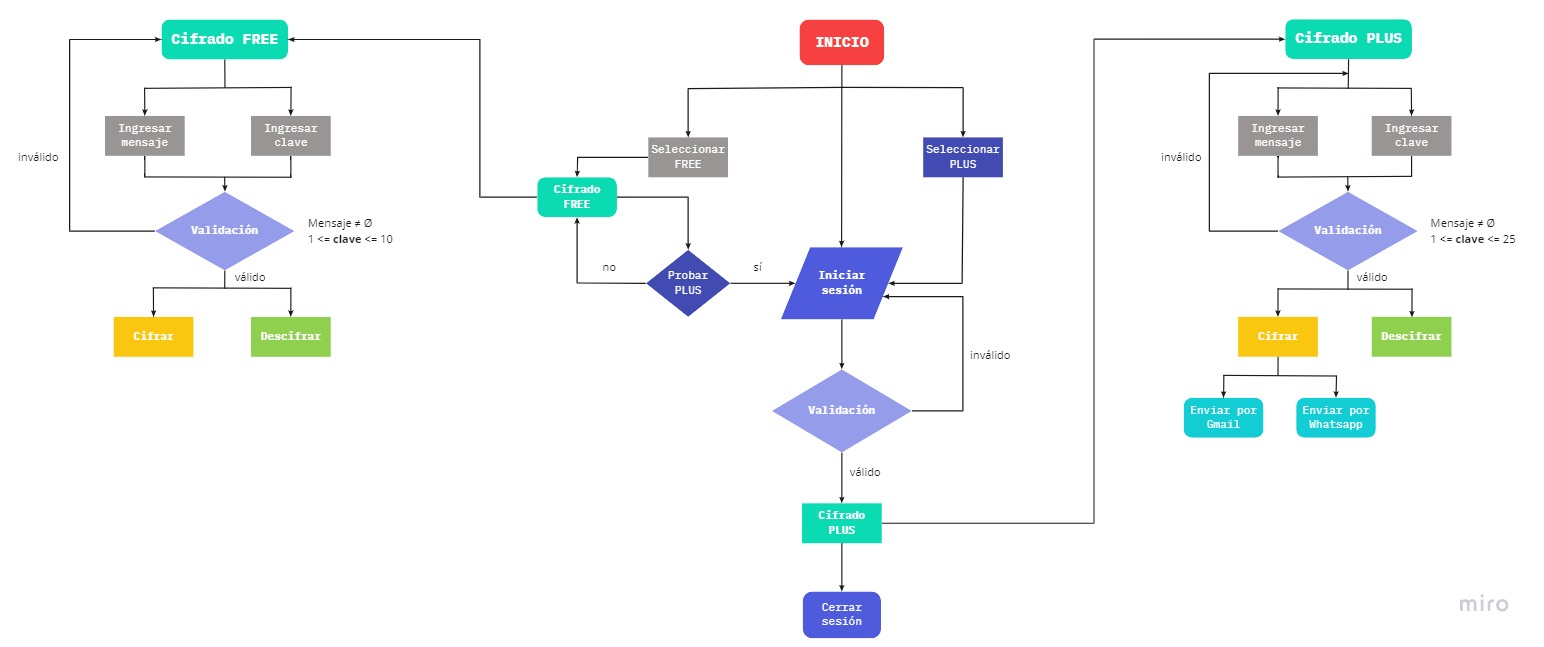 Cifrado FREE
Ingresar
mensaje
Ingresar
clave
inválido
Validación
Mensaje ≠ Ø
1 <= clave <= 10
válido
Cifrar
Descifrar
INICIO
Seleccionar
FREE
Seleccionar
PLUS
Cifrado
FREE
no
Probar
PLUS
sí
Iniciar
sesión
inválido
Validación
válido
Cifrado
PLUS
Cerrar
sesión
Cifrado PLUS
Ingresar
mensaje
Ingresar
clave
inválido
Validación
Mensaje ≠ Ø
1 <= clave <= 25
válido
Cifrar
Descifrar
Enviar por
Gmail
Enviar por
Whatsapp
miro